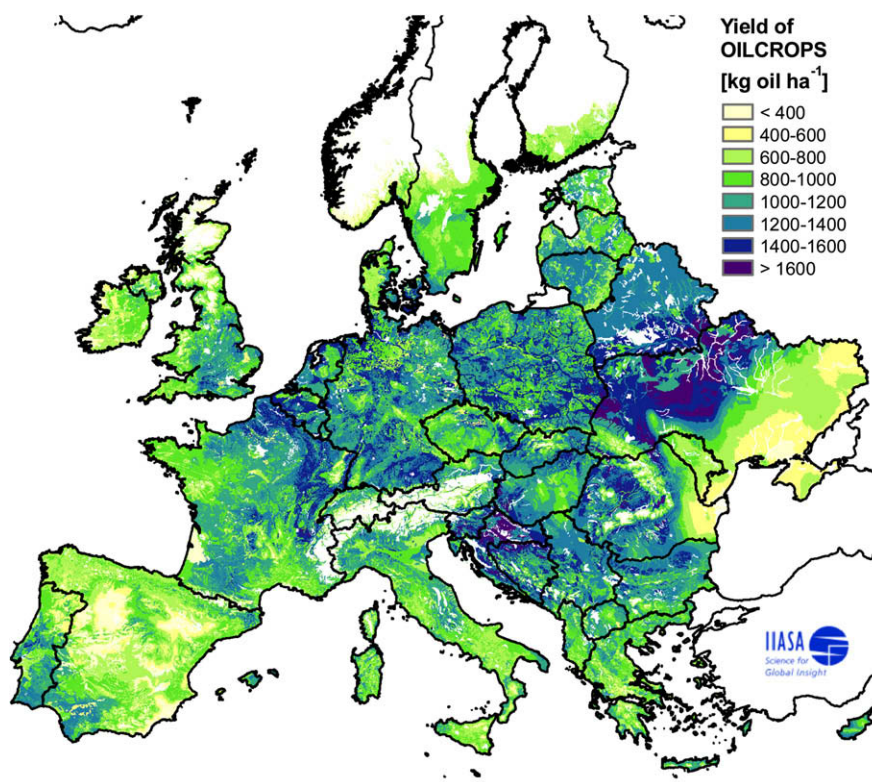 Yield of
OILCROPS
[kg oil ha⁻¹]
< 400
400-600
600-800
800-1000
1000-1200
1200-1400
1400-1600
> 1600
IIASA
Science for
Global Insight